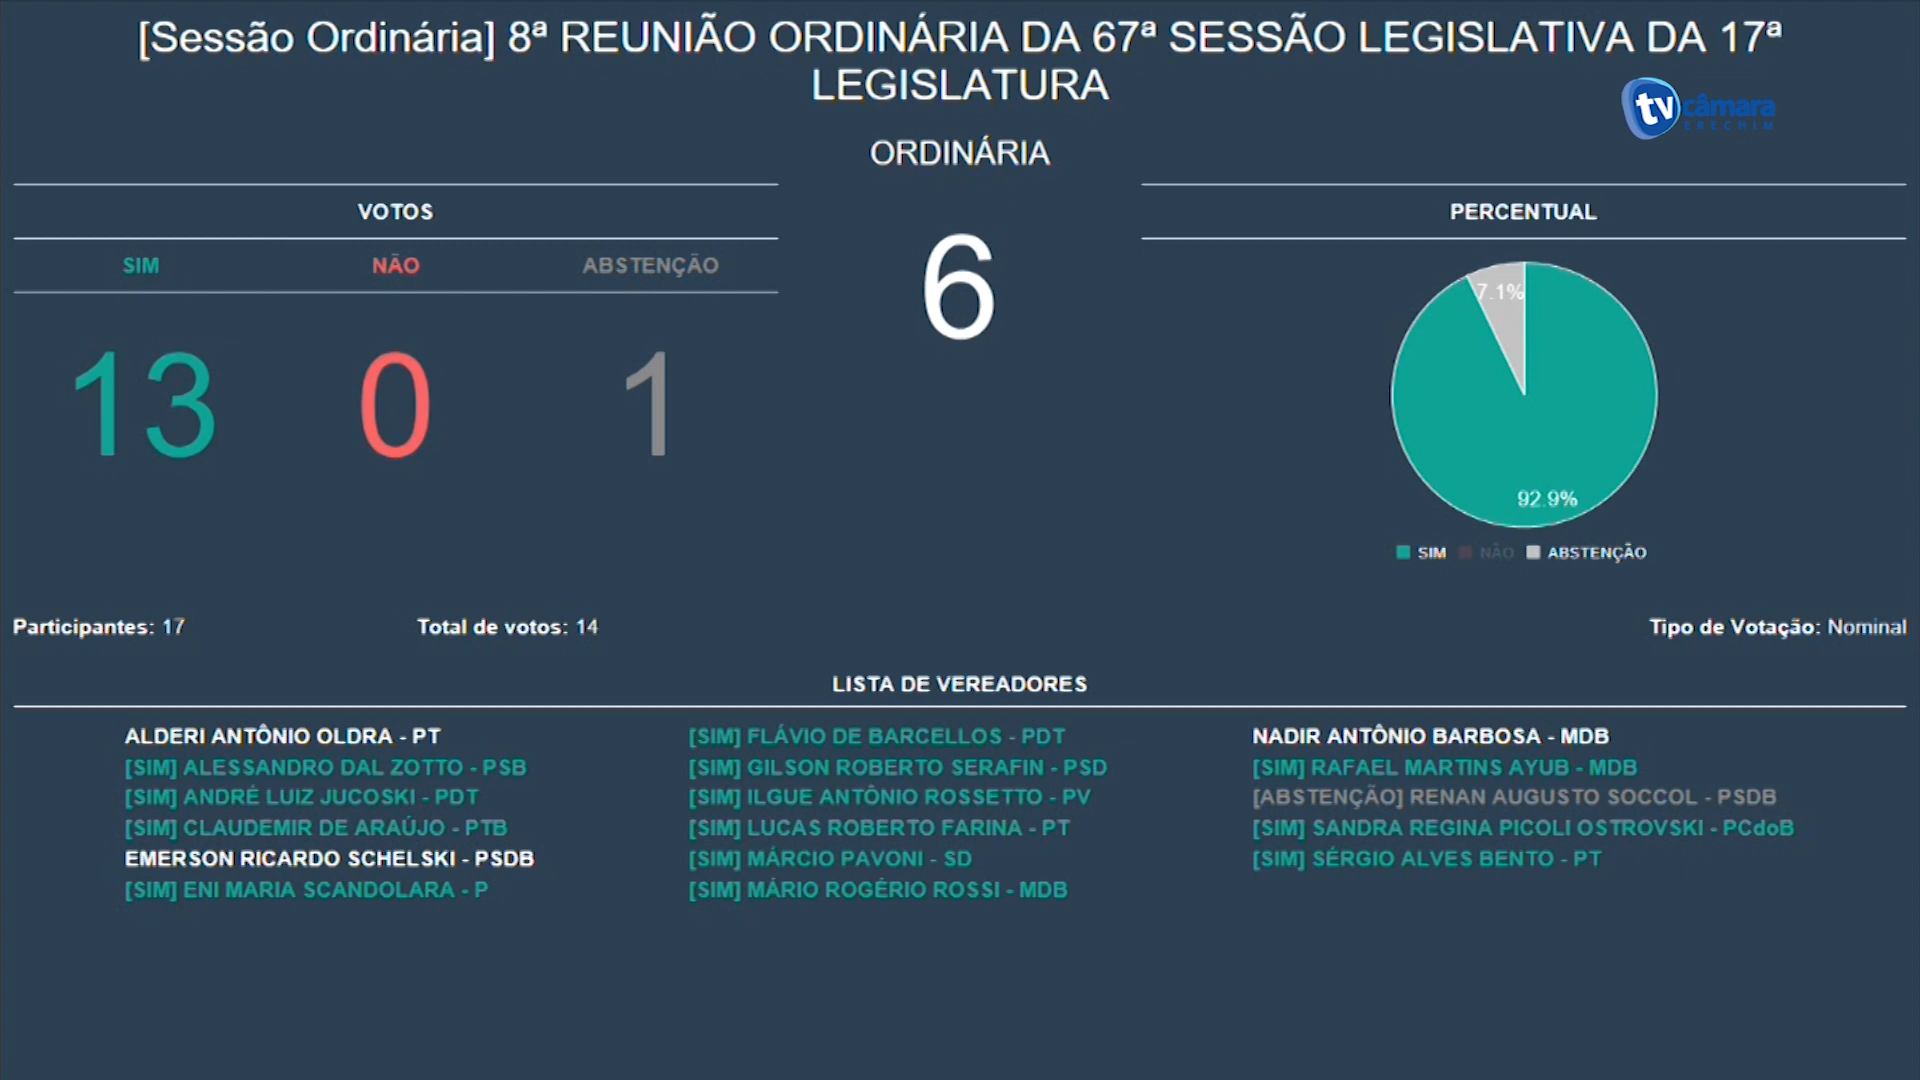 [Sessão Ordinária] 8ª REUNIÃO ORDINÁRIA DA 67ª SESSÃO LEGISLATIVA DA 17ª
LEGISLATURA
tv câmara
ERECHIM
ORDINÁRIA
6
VOTOS
SIM NÃO ABSTENÇÃO
13 0 1
PERCENTUAL
7.1%
92.9%
SIM NÃO ABSTENÇÃO
Participantes: 17 Total de votos: 14 Tipo de Votação: Nominal
LISTA DE VEREADORES
ALDERI ANTÔNIO OLDRA - PT
[SIM] ALESSANDRO DAL ZOTTO - PSB
[SIM] ANDRÉ LUIZ JUCOSKI - PDT
[SIM] CLAUDEMIR DE ARAÚJO - PTB
EMERSON RICARDO SCHELSKI - PSDB
[SIM] ENI MARIA SCANDOLARA - P
[SIM] FLÁVIO DE BARCELLOS - PDT
[SIM] GILSON ROBERTO SERAFIN - PSD
[SIM] ILGUE ANTÔNIO ROSSETTO - PV
[SIM] LUCAS ROBERTO FARINA - PT
[SIM] MÁRCIO PAVONI - SD
[SIM] MÁRIO ROGÉRIO ROSSI - MDB
NADIR ANTÔNIO BARBOSA - MDB
[SIM] RAFAEL MARTINS AYUB - MDB
[ABSTENÇÃO] RENAN AUGUSTO SOCCOL - PSDB
[SIM] SANDRA REGINA PICOLI OSTROVSKI - PCdoB
[SIM] SÉRGIO ALVES BENTO - PT